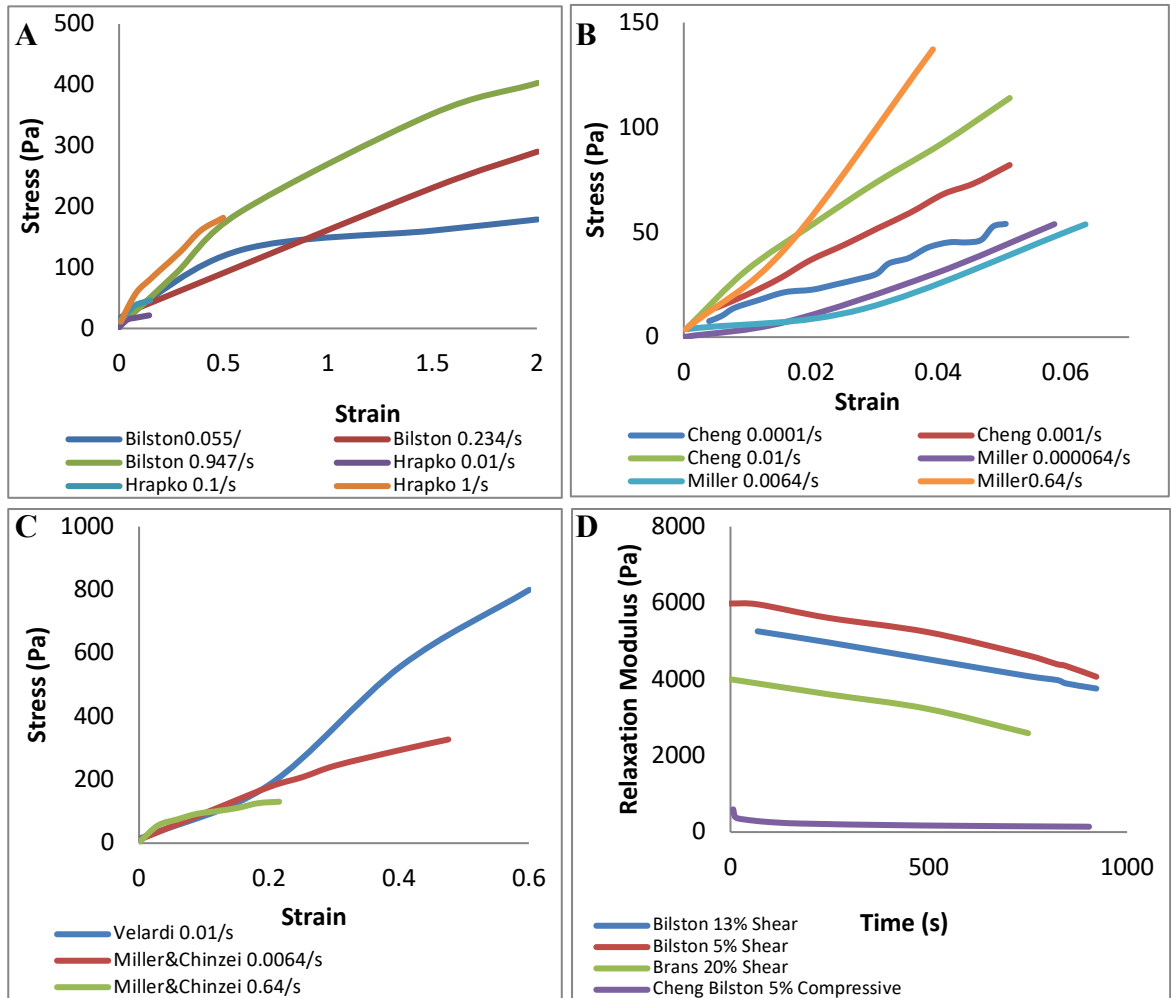 A
500
400
300
200
100
0
Stress (Pa)
0 0.5 1 1.5 2
Strain
Bilston0.055/ Bilston 0.234/s
Bilston 0.947/s Hrapko 0.01/s
Hrapko 0.1/s Hrapko 1/s
B
150
100
50
0
Stress (Pa)
0 0.02 0.04 0.06
Strain
Cheng 0.0001/s Cheng 0.001/s
Cheng 0.01/s Miller 0.000064/s
Miller 0.0064/s Miller0.64/s
C
1000
800
600
400
200
0
Stress (Pa)
0 0.2 0.4 0.6
Strain
Velardi 0.01/s
Miller&Chinzei 0.0064/s
Miller&Chinzei 0.64/s
D
8000
6000
4000
2000
0
Relaxation Modulus (Pa)
0 500 1000
Time (s)
Bilston 13% Shear
Bilston 5% Shear
Brans 20% Shear
Cheng Bilston 5% Compressive